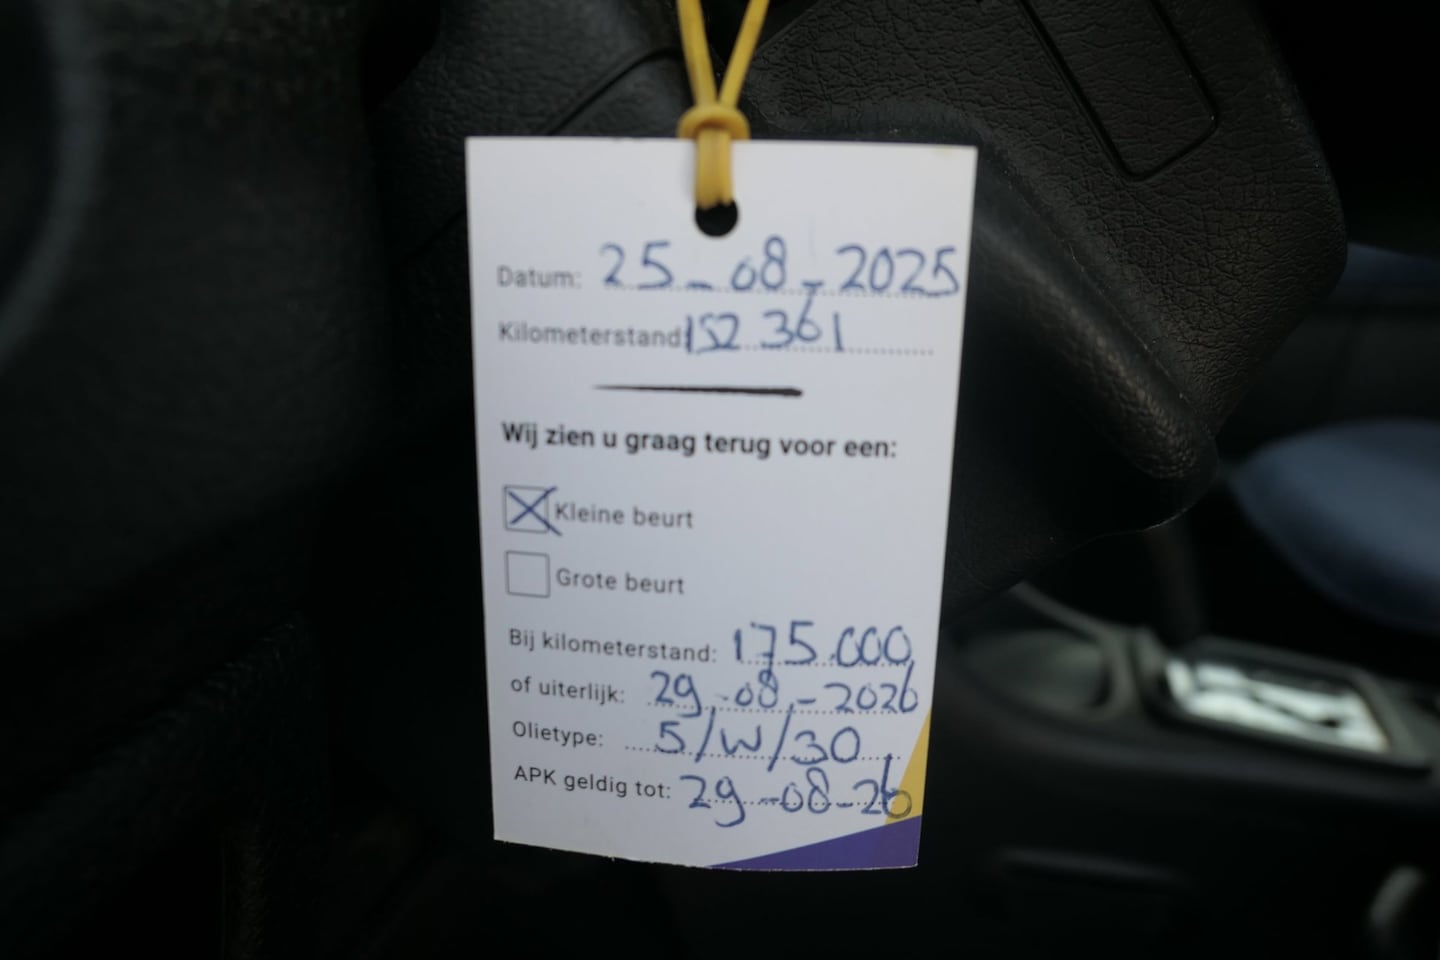 Datum: 25-08-2025
Kilometerstand: 152.361
Wij zien u graag terug voor een:
Kleine beurt
Grote beurt
Bij kilometerstand: 175.000
of uiterlijk: 29-08-2026
Olietype: 5/W/30
APK geldig tot: 29-08-26